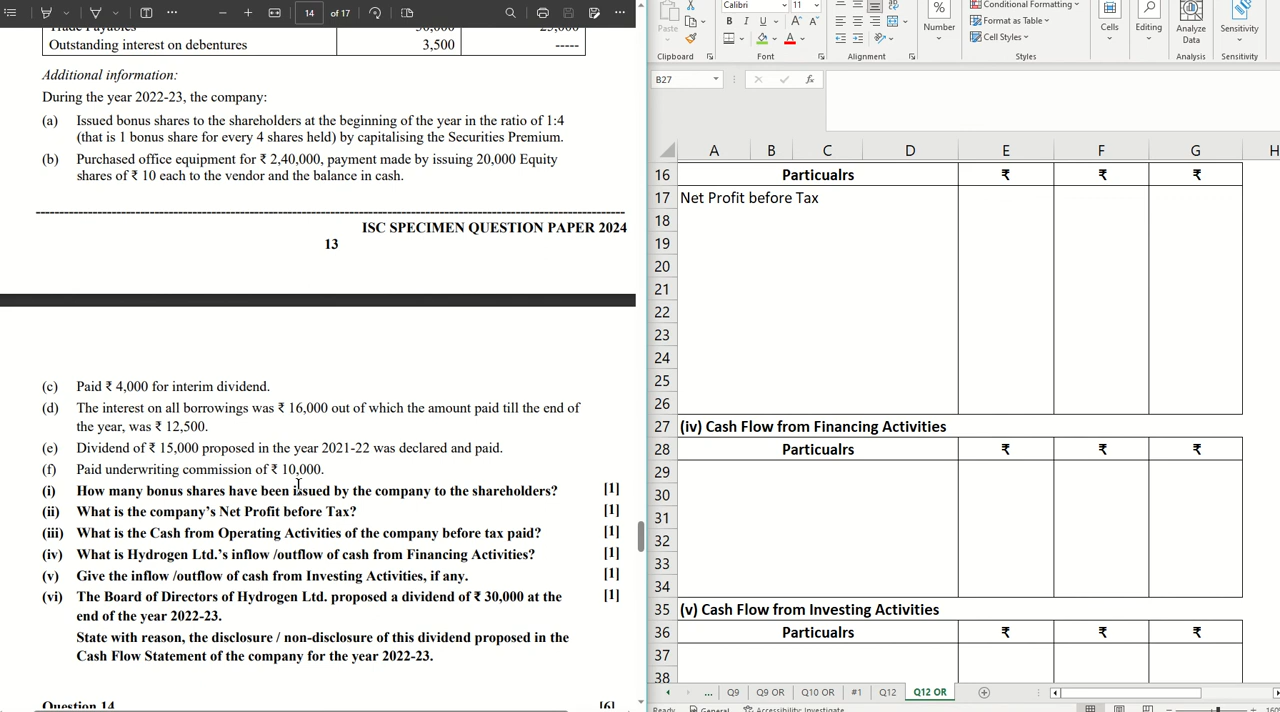 14 of 17
Trade Payables
Outstanding interest on debentures 3,500 -----
Additional information:
During the year 2022-23, the company:
(a) Issued bonus shares to the shareholders at the beginning of the year in the ratio of 1:4
(that is 1 bonus share for every 4 shares held) by capitalising the Securities Premium.
(b) Purchased office equipment for ₹ 2,40,000, payment made by issuing 20,000 Equity
shares of ₹ 10 each to the vendor and the balance in cash.
ISC SPECIMEN QUESTION PAPER 2024
13
(c) Paid ₹ 4,000 for interim dividend.
(d) The interest on all borrowings was ₹ 16,000 out of which the amount paid till the end of
the year, was ₹ 12,500.
(e) Dividend of ₹ 15,000 proposed in the year 2021-22 was declared and paid.
(f) Paid underwriting commission of ₹ 10,000.
(i) How many bonus shares have been issued by the company to the shareholders? [1]
(ii) What is the company's Net Profit before Tax? [1]
(iii) What is the Cash from Operating Activities of the company before tax paid? [1]
(iv) What is Hydrogen Ltd.'s inflow /outflow of cash from Financing Activities? [1]
(v) Give the inflow /outflow of cash from Investing Activities, if any. [1]
(vi) The Board of Directors of Hydrogen Ltd. proposed a dividend of ₹ 30,000 at the [1]
end of the year 2022-23.
State with reason, the disclosure / non-disclosure of this dividend proposed in the
Cash Flow Statement of the company for the year 2022-23.
Question 14 [6]
Paste
Calibri 11
B I U
Number
Conditional Formatting
Format as Table
Cell Styles
Cells
Editing
Analyze
Data
Sensitivity
Clipboard Font Alignment Styles Analysis Sensitivity
B27 fx
A B C D E F G H
16 Particualrs ₹ ₹ ₹
17 Net Profit before Tax
18
19
20
21
22
23
24
25
26
27 (iv) Cash Flow from Financing Activities
28 Particualrs ₹ ₹ ₹
29
30
31
32
33
34
35 (v) Cash Flow from Investing Activities
36 Particualrs ₹ ₹ ₹
37
38
... Q9 Q9 OR Q10 OR #1 Q12 Q12 OR
Ready General Accessibility: Investigate